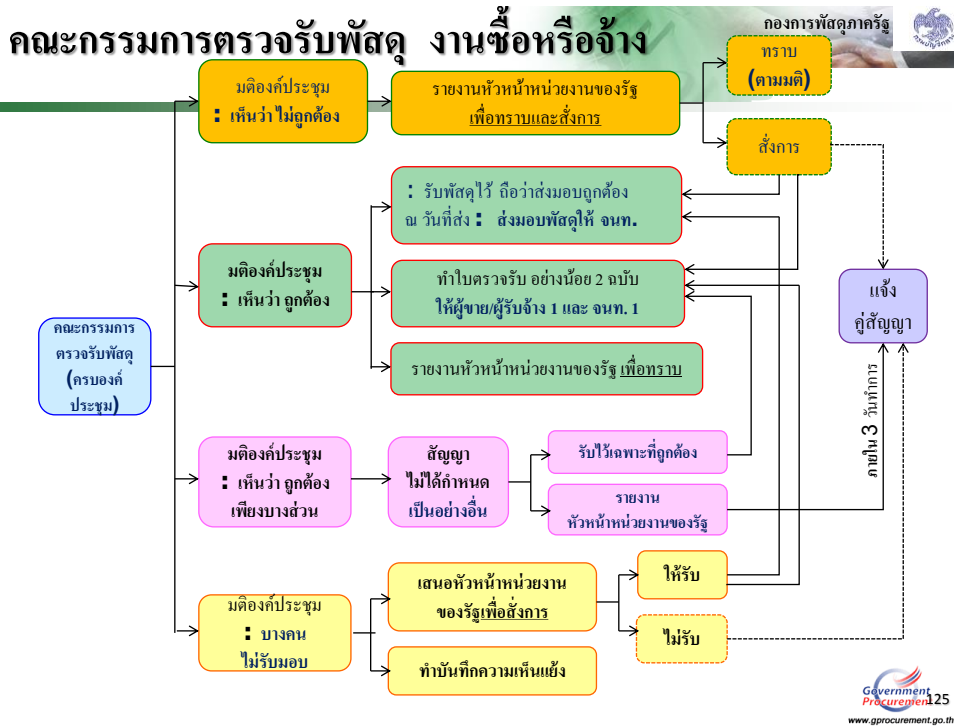 คณะกรรมการตรวจรับพัสดุ งานซื้อหรือจ้าง
กองการพัสดุภาครัฐ
มติองค์ประชุม
: เห็นว่า ไม่ถูกต้อง
รายงานหัวหน้าหน่วยงานของรัฐ
เพื่อทราบและสั่งการ
ทราบ
(ตามมติ)
สั่งการ
: รับพัสดุไว้ ถือว่าส่งมอบถูกต้อง
ณ วันที่ส่ง : ส่งมอบพัสดุให้ จนท.
มติองค์ประชุม
: เห็นว่า ถูกต้อง
ทำใบตรวจรับ อย่างน้อย 2 ฉบับ
ให้ผู้ขาย/ผู้รับจ้าง 1 และ จนท. 1
รายงานหัวหน้าหน่วยงานของรัฐ เพื่อทราบ
แจ้ง
คู่สัญญา
ภายใน 3 วันทำการ
คณะกรรมการ
ตรวจรับพัสดุ
(ครบองค์
ประชุม)
มติองค์ประชุม
: เห็นว่า ถูกต้อง
เพียงบางส่วน
สัญญา
ไม่ได้กำหนด
เป็นอย่างอื่น
รับไว้เฉพาะที่ถูกต้อง
รายงาน
หัวหน้าหน่วยงานของรัฐ
มติองค์ประชุม
: บางคน
ไม่รับมอบ
เสนอหัวหน้าหน่วยงาน
ของรัฐเพื่อสั่งการ
ทำบันทึกความเห็นแย้ง
ให้รับ
ไม่รับ
Government
Procurement
125
www.gprocurement.go.th